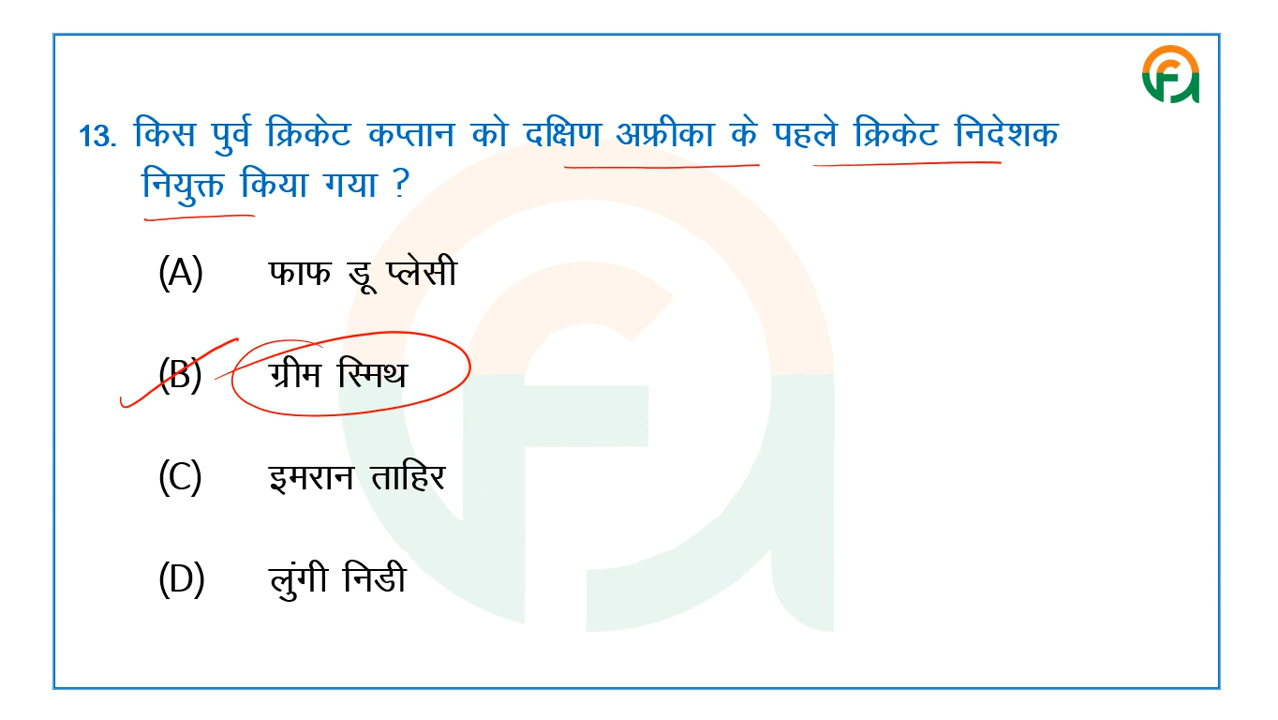 13. किस पुर्व क्रिकेट कप्तान को दक्षिण अफ्रीका के पहले क्रिकेट निदेशक
नियुक्त किया गया ?
(A) फाफ डू प्लेसी
(B) ग्रीम स्मिथ
(C) इमरान ताहिर
(D) लुंगी निडी